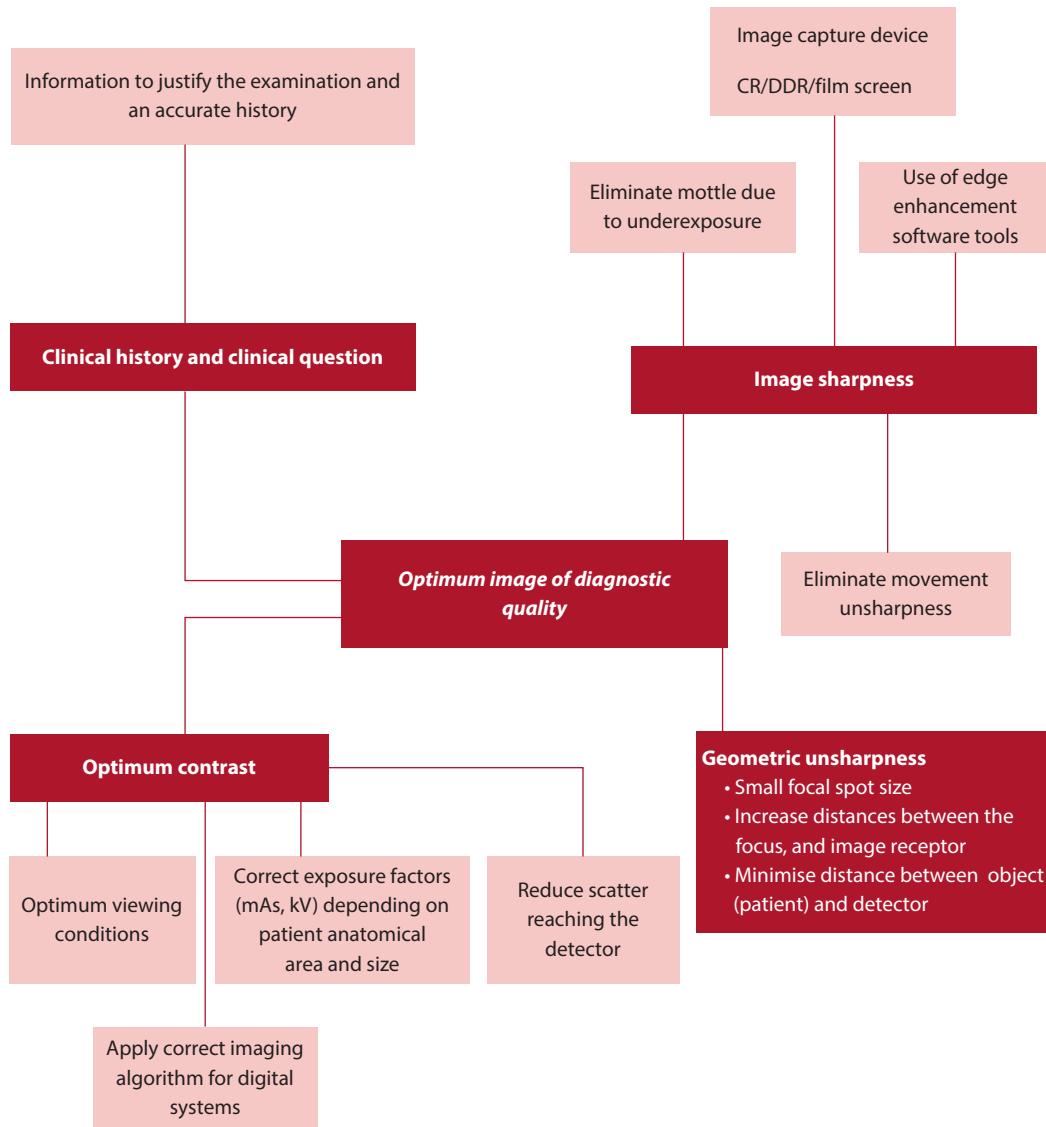 Information to justify the examination and
an accurate history
Image capture device
CR/DDR/film screen
Eliminate mottle due
to underexposure
Use of edge
enhancement
software tools
Clinical history and clinical question
Image sharpness
Optimum image of diagnostic
quality
Eliminate movement
unsharpness
Optimum contrast
Geometric unsharpness
• Small focal spot size
• Increase distances between the
focus, and image receptor
• Minimise distance between object
(patient) and detector
Optimum viewing
conditions
Correct exposure factors
(mAs, kV) depending on
patient anatomical
area and size
Reduce scatter
reaching the
detector
Apply correct imaging
algorithm for digital
systems